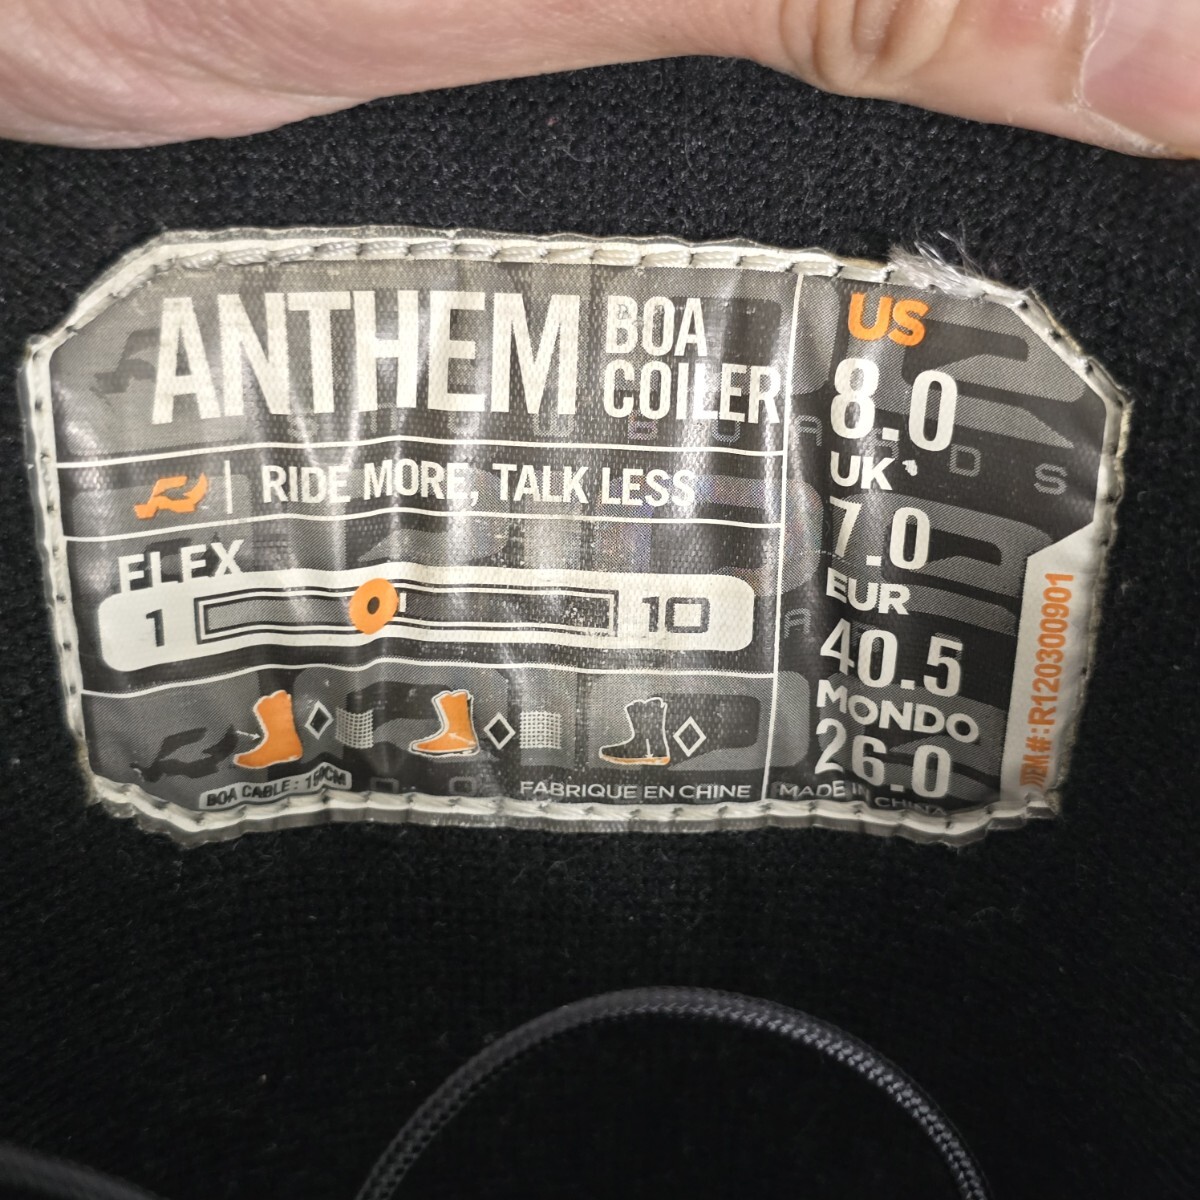 ANTHEM BOA
COILER
RIDE MORE, TALK LESS
FLEX
1 10
FABRIQUE EN CHINE
US
8.0
UK
7.0
EUR
40.5
MONDO
26.0
MADE IN CHINA
R120300901